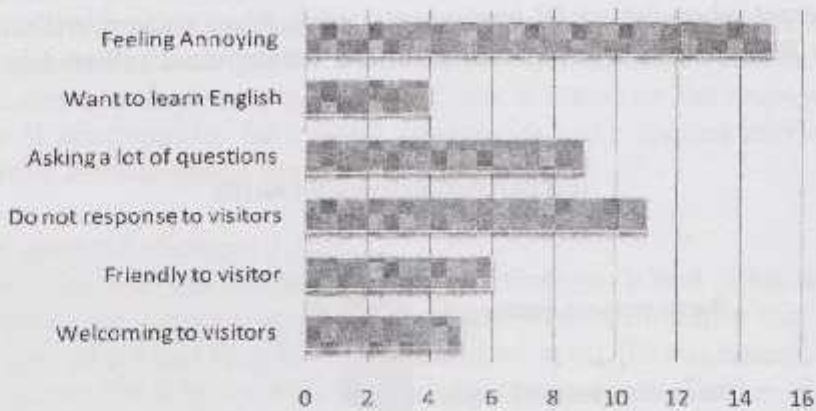 Feeling Annoying
Want to learn English
Asking a lot of questions
Do not response to visitors
Friendly to visitor
Welcoming to visitors
0 2 4 6 8 10 12 14 16